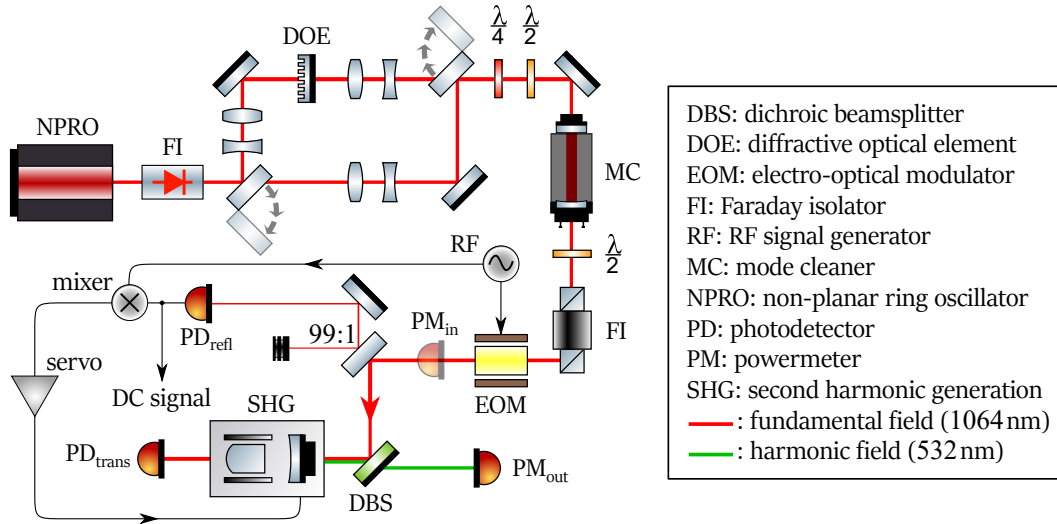 DOE
λ/4
λ/2
NPRO
FI
MC
λ/2
RF
mixer
PD_refl
99:1
PM_in
FI
servo
DC signal
SHG
EOM
PD_trans
PM_out
DBS
DBS: dichroic beamsplitter
DOE: diffractive optical element
EOM: electro-optical modulator
FI: Faraday isolator
RF: RF signal generator
MC: mode cleaner
NPRO: non-planar ring oscillator
PD: photodetector
PM: powermeter
SHG: second harmonic generation
: fundamental field (1064 nm)
: harmonic field (532 nm)